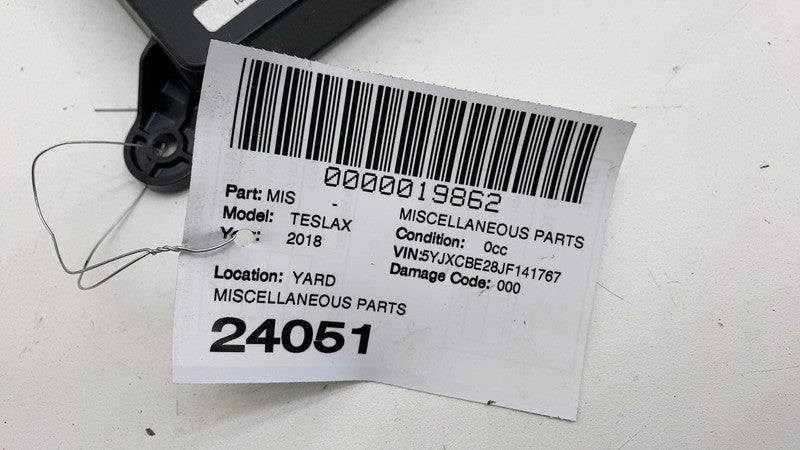 0000019862
Part: MIS -
MISCELLANEOUS PARTS
Model: TESLAX
Condition: 0cc
Year: 2018
VIN:5YJXCBE28JF141767
Damage Code: 000
Location: YARD
MISCELLANEOUS PARTS
24051